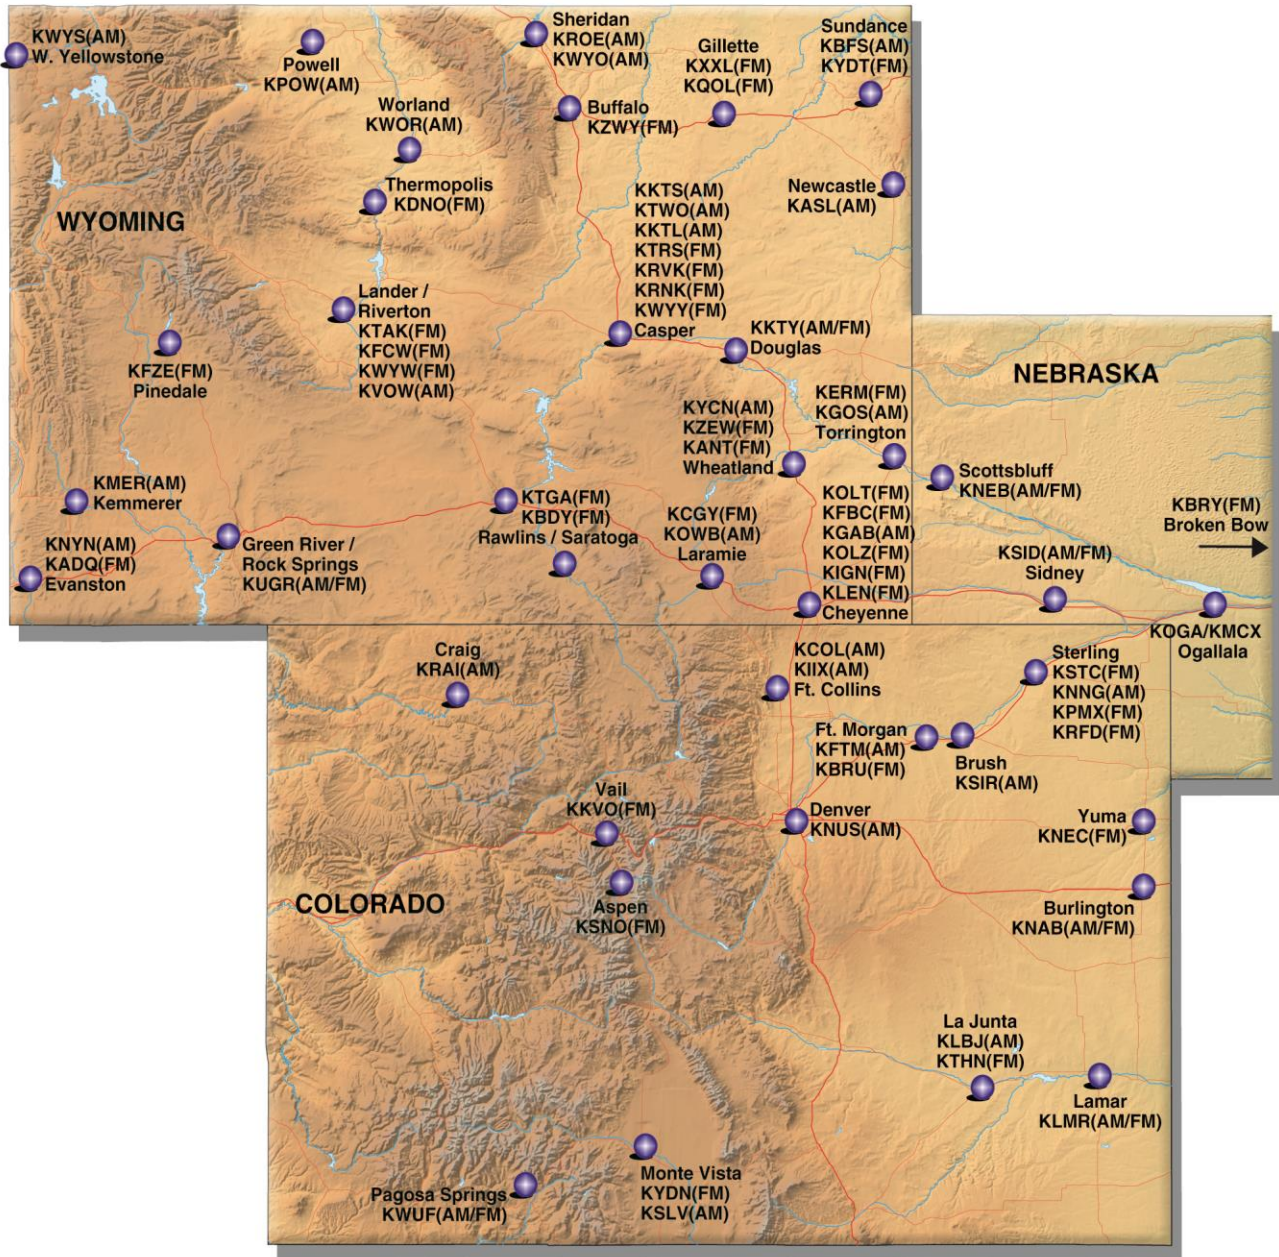 KWYS(AM)
W. Yellowstone
Powell
KPOW(AM)
Sheridan
KROE(AM)
KWYO(AM)
Gillette
KXXL(FM)
KQOL(FM)
Sundance
KBFS(AM)
KYDT(FM)
Worland
KWOR(AM)
Buffalo
KZWY(FM)
Thermopolis
KDNO(FM)
Newcastle
KASL(AM)
WYOMING
KKTS(AM)
KTWO(AM)
KKTL(AM)
KTRS(FM)
KRVK(FM)
KRNK(FM)
KWYY(FM)
Casper
Lander /
Riverton
KTAK(FM)
KFCW(FM)
KWYW(FM)
KVOW(AM)
KKTY(AM/FM)
Douglas
KFZE(FM)
Pinedale
NEBRASKA
KERM(FM)
KGOS(AM)
Torrington
KYCN(AM)
KZEW(FM)
KANT(FM)
Wheatland
Scottsbluff
KNEB(AM/FM)
KMER(AM)
Kemmerer
KTGA(FM)
KBDY(FM)
Rawlins / Saratoga
KCGY(FM)
KOWB(AM)
Laramie
KOLT(FM)
KFBC(FM)
KGAB(AM)
KOLZ(FM)
KIGN(FM)
KLEN(FM)
Cheyenne
KBRY(FM)
Broken Bow
KNYN(AM)
KADQ(FM)
Evanston
Green River /
Rock Springs
KUGR(AM/FM)
KSID(AM/FM)
Sidney
KOGA/KMCX
Ogallala
Craig
KRAI(AM)
KCOL(AM)
KIIX(AM)
Ft. Collins
Sterling
KSTC(FM)
KNNG(AM)
KPMX(FM)
KRFD(FM)
Ft. Morgan
KFTM(AM)
KBRU(FM)
Brush
KSIR(AM)
Vail
KKVO(FM)
Denver
KNUS(AM)
Yuma
KNEC(FM)
COLORADO
Aspen
KSNO(FM)
Burlington
KNAB(AM/FM)
La Junta
KLBJ(AM)
KTHN(FM)
Lamar
KLMR(AM/FM)
Monte Vista
KYDN(FM)
KSLV(AM)
Pagosa Springs
KWUF(AM/FM)